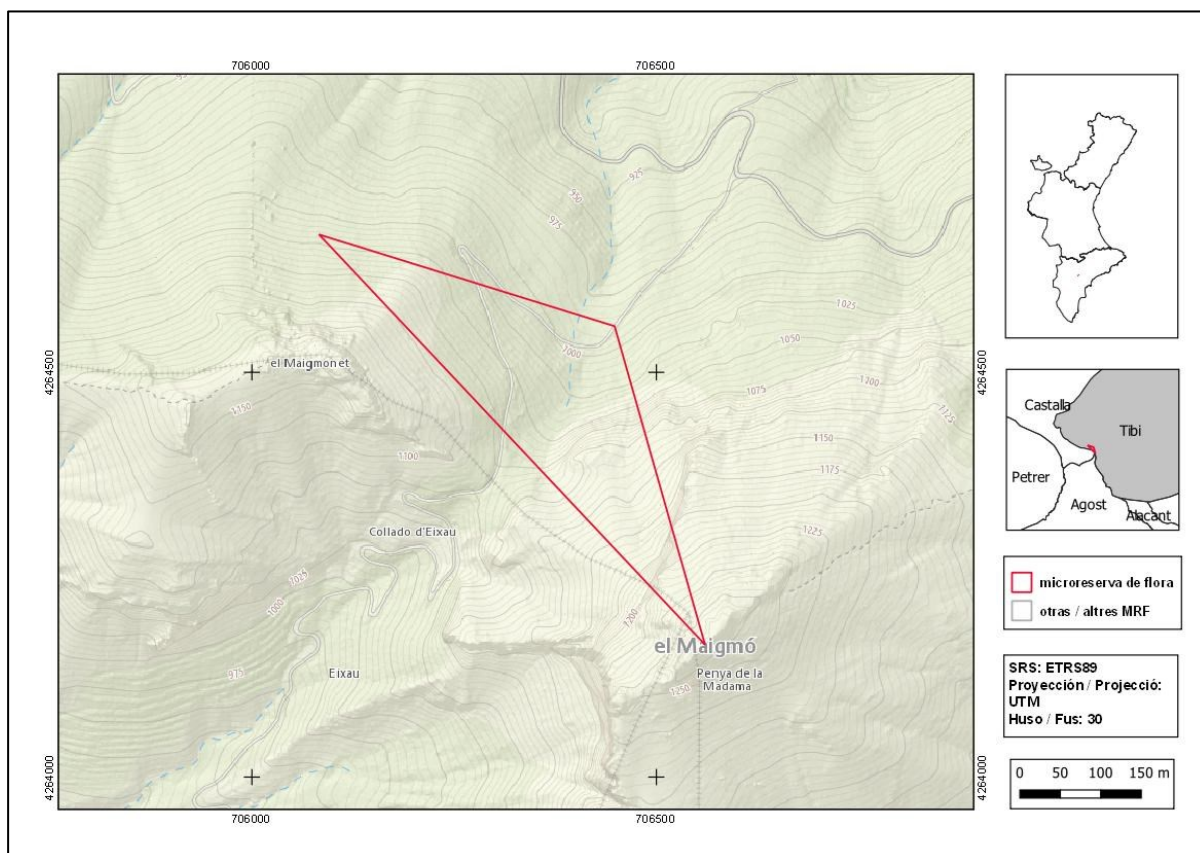 706000
706500
925
925
950
975
1025
1050
1000
4264500
el Maigmonet
4264500
1075
1100
1125
1150
1150
1100
1175
1225
Collado d'Eixau
1025
1000
1200
el Maigmó
975
Eixau
Penya de la
Madama
1250
4264000
4264000
706000
706500
Castalla
Tibi
Petrer
Agost
Alacant
microreserva de flora
otras / altres MRF
SRS: ETRS89
Proyección / Projecció:
UTM
Huso / Fus: 30
0 50 100 150 m